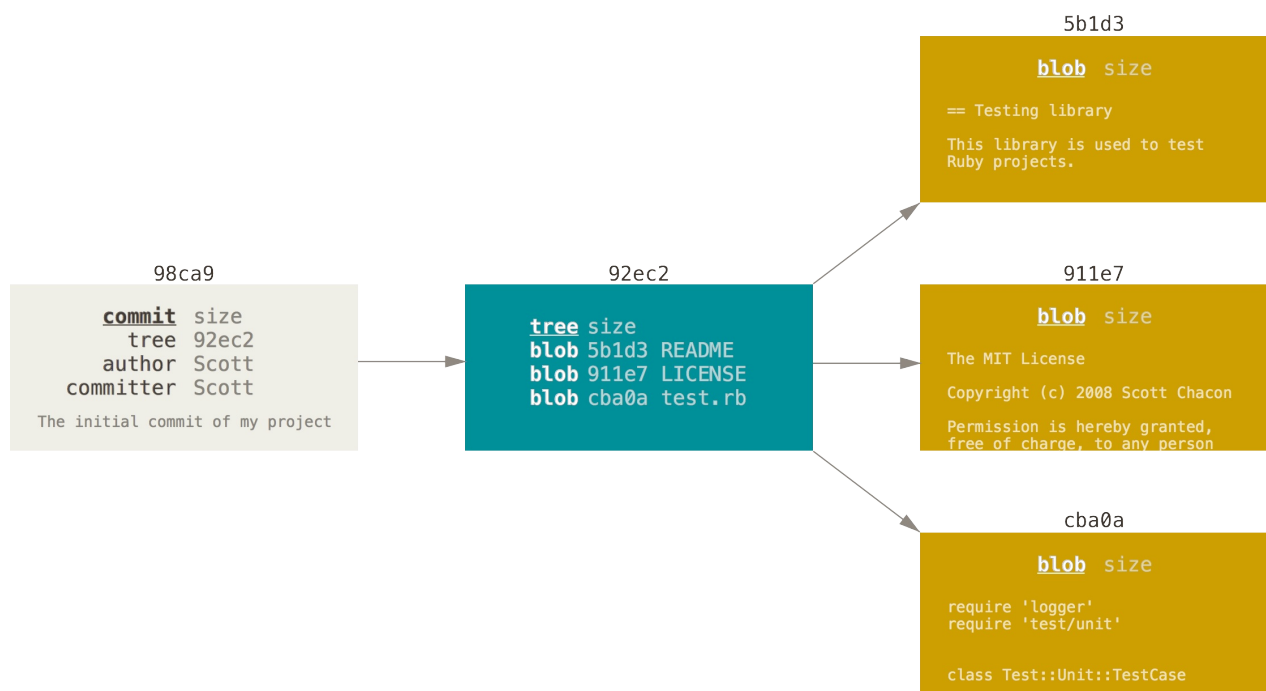 98ca9
commit size
tree 92ec2
author Scott
committer Scott
The initial commit of my project
92ec2
tree size
blob 5b1d3 README
blob 911e7 LICENSE
blob cba0a test.rb
5b1d3
blob size
== Testing library
This library is used to test
Ruby projects.
911e7
blob size
The MIT License
Copyright (c) 2008 Scott Chacon
Permission is hereby granted,
free of charge, to any person
cba0a
blob size
require 'logger'
require 'test/unit'
class Test::Unit::TestCase